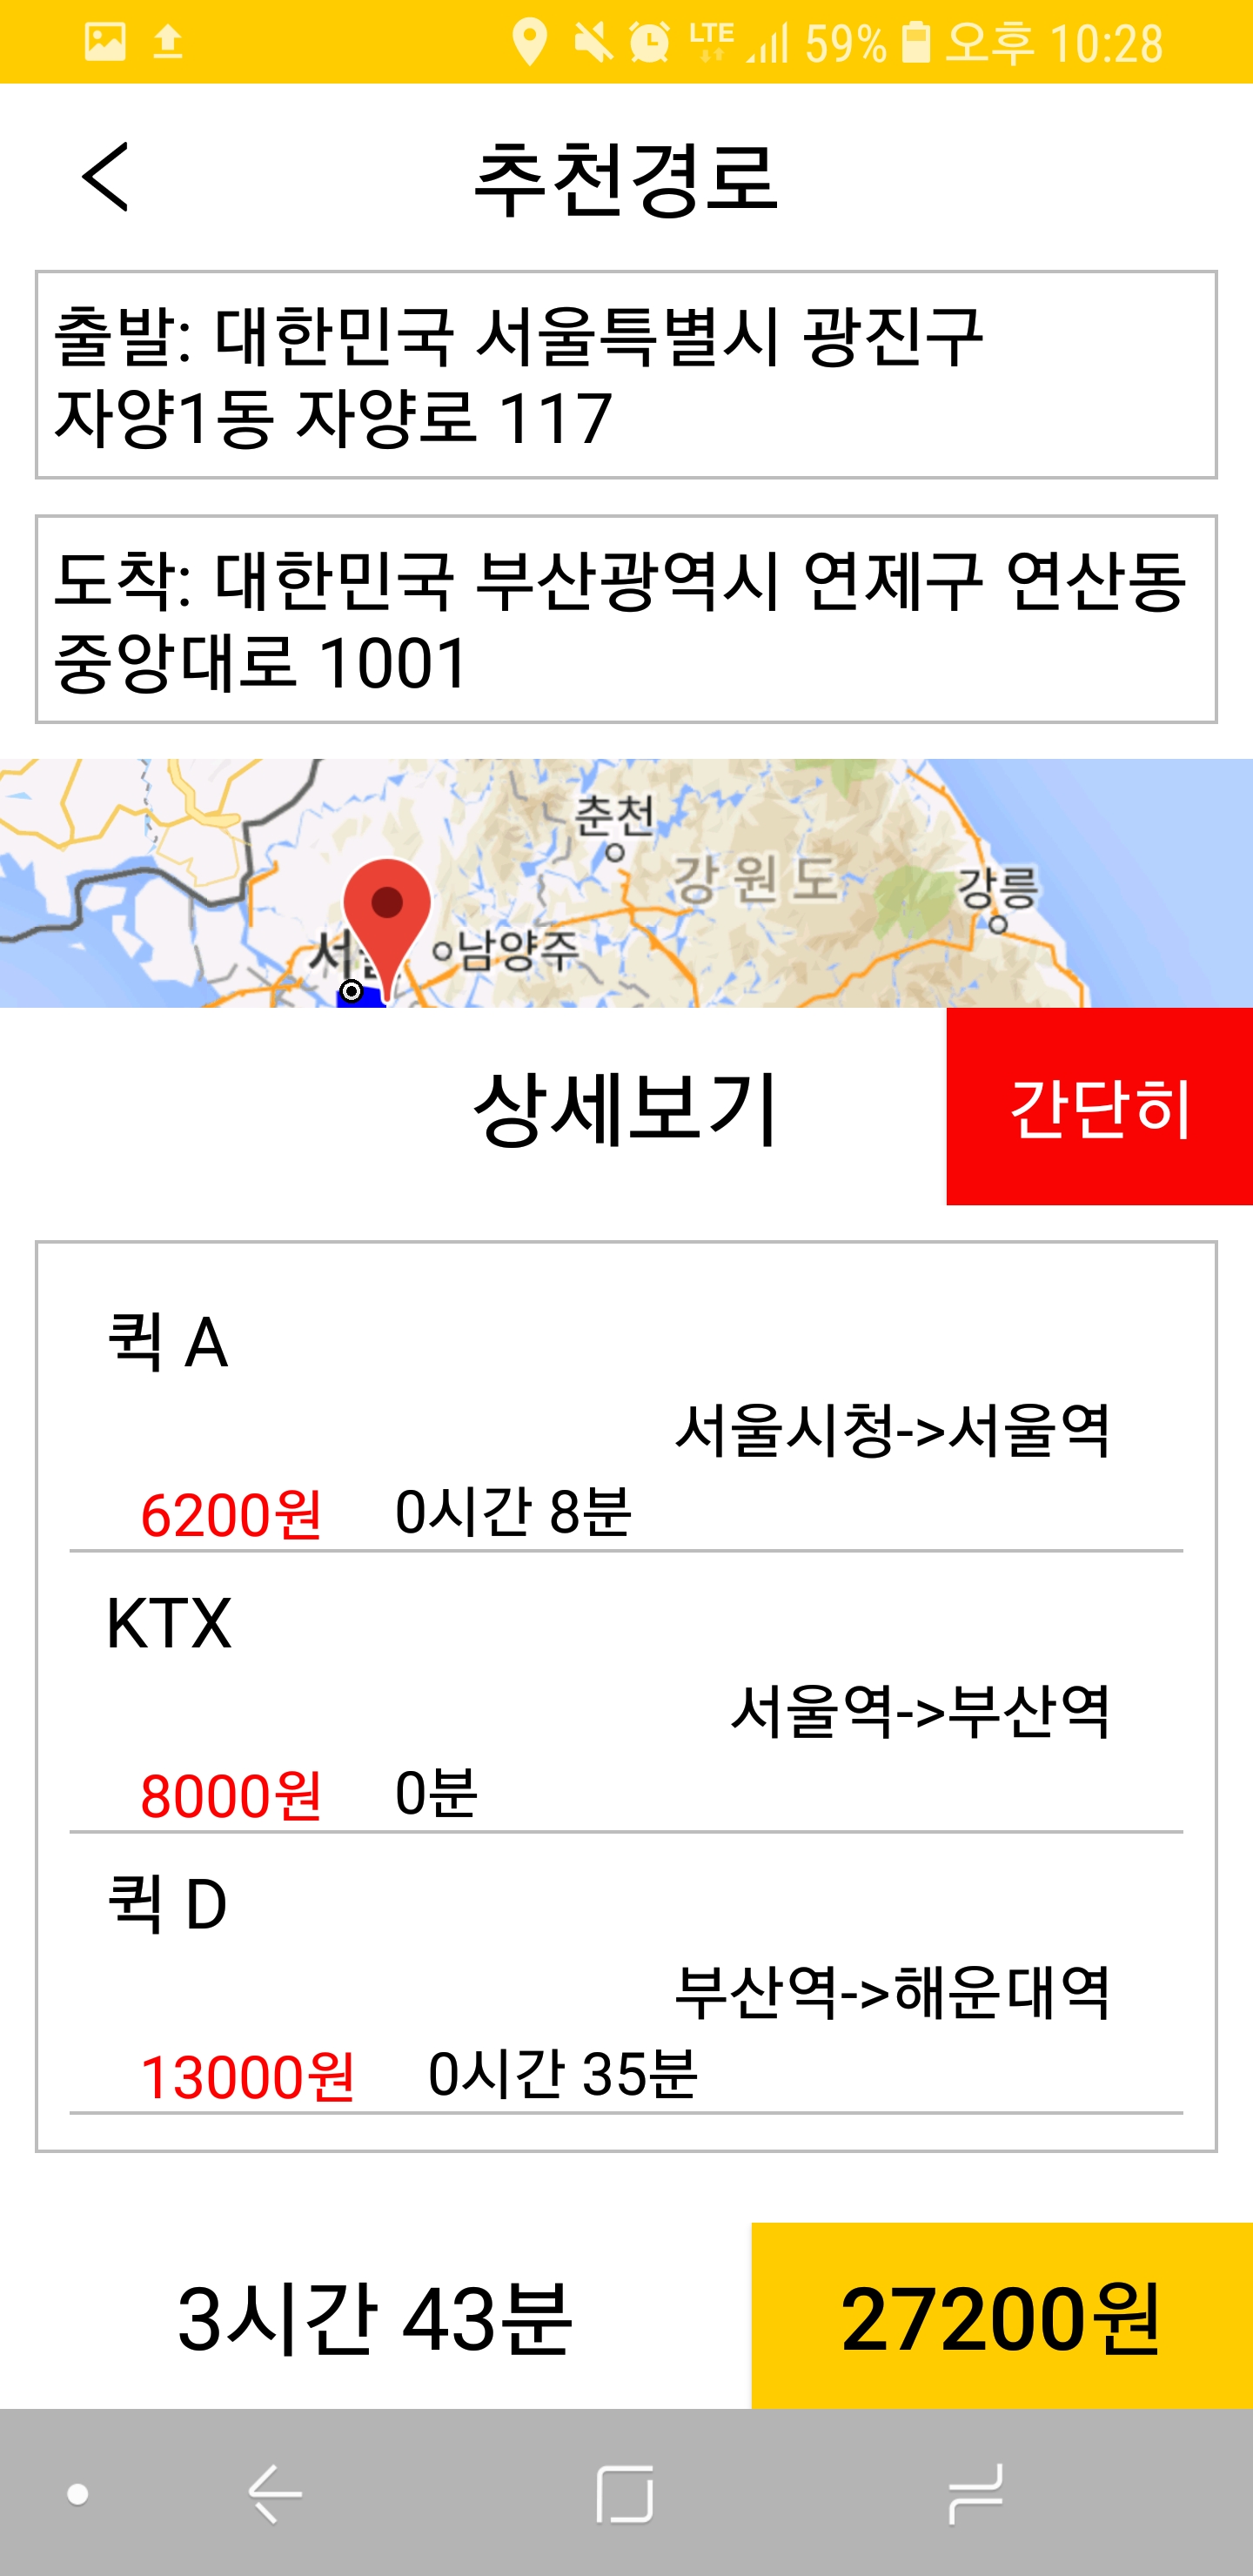 LTE 59% 오후 10:28
추천경로
출발: 대한민국 서울특별시 광진구
자양1동 자양로 117
도착: 대한민국 부산광역시 연제구 연산동
중앙대로 1001
춘천
강원도
강릉
남양주
상세보기
간단히
퀵 A
서울시청->서울역
6200원 0시간 8분
KTX
서울역->부산역
8000원 0분
퀵 D
부산역->해운대역
13000원 0시간 35분
3시간 43분
27200원